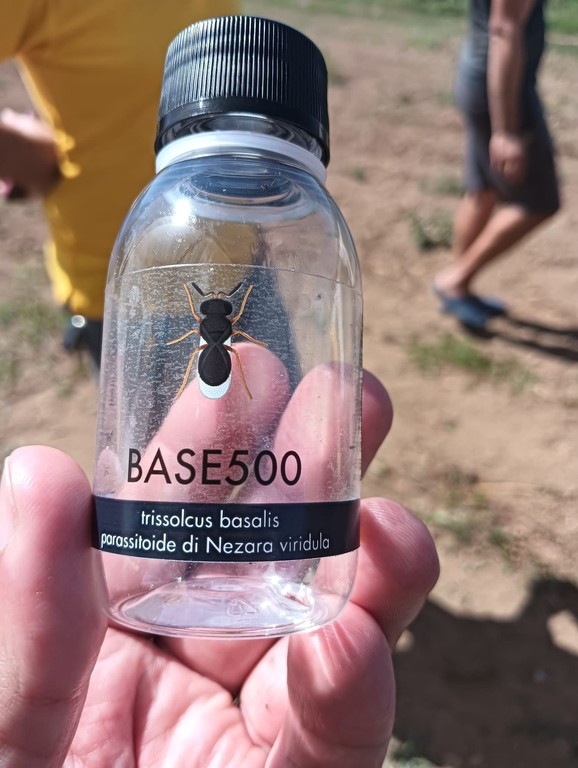 BASE500
trissolcus basalis
parassitoide di Nezara viridula